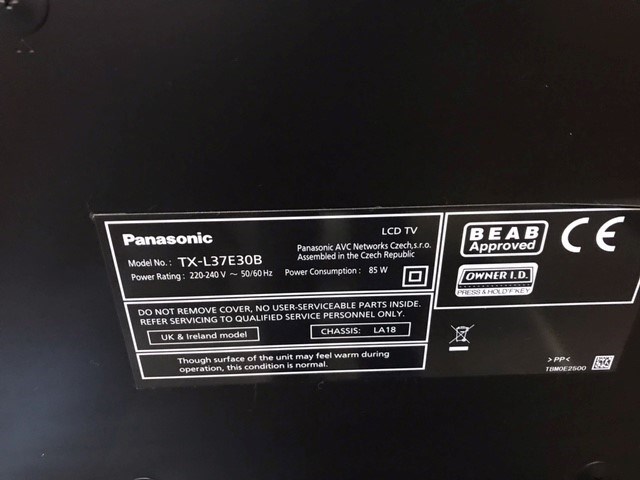 Panasonic
LCD TV
Model No.: TX-L37E30B
Panasonic AVC Networks Czech,s.r.o.
Assembled in the Czech Republic
Power Rating: 220-240 V ~ 50/60 Hz
Power Consumption: 85 W
DO NOT REMOVE COVER, NO USER-SERVICEABLE PARTS INSIDE.
REFER SERVICING TO QUALIFIED SERVICE PERSONNEL ONLY.
UK & Ireland model
CHASSIS: LA18
Though surface of the unit may feel warm during
operation, this condition is normal.
BEAB
Approved
CE
OWNER I.D.
PRESS & HOLD 'F' KEY
>PP<
TBM0E2500